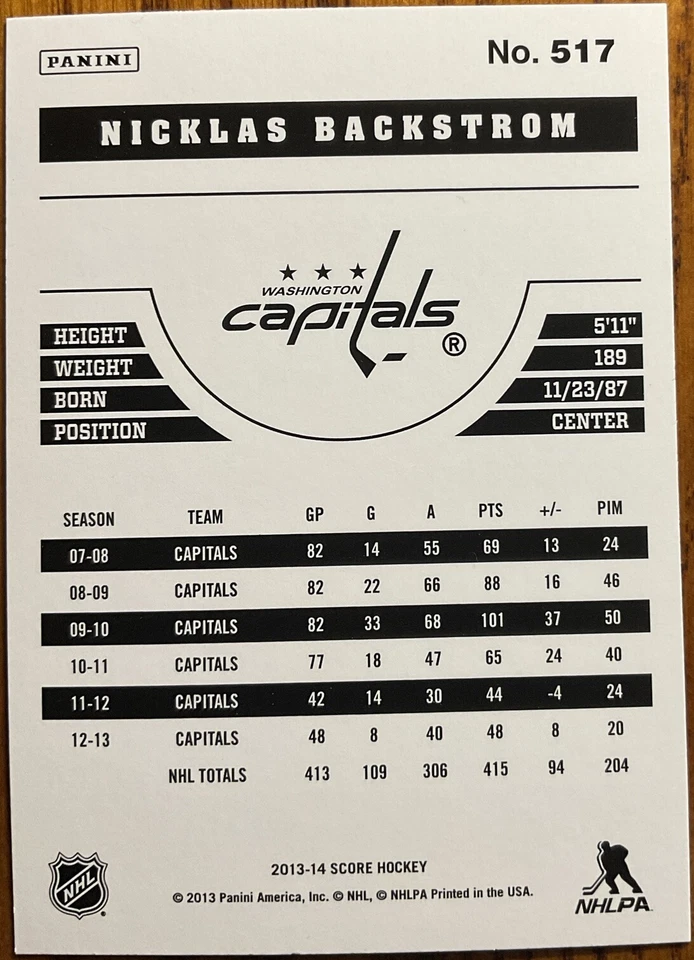 PANINI
No. 517
NICKLAS BACKSTROM
WASHINGTON
capitals ®
HEIGHT 5'11"
WEIGHT 189
BORN 11/23/87
POSITION CENTER
SEASON TEAM GP G A PTS +/- PIM
07-08 CAPITALS 82 14 55 69 13 24
08-09 CAPITALS 82 22 66 88 16 46
09-10 CAPITALS 82 33 68 101 37 50
10-11 CAPITALS 77 18 47 65 24 40
11-12 CAPITALS 42 14 30 44 -4 24
12-13 CAPITALS 48 8 40 48 8 20
NHL TOTALS 413 109 306 415 94 204
NHL
2013-14 SCORE HOCKEY
© 2013 Panini America, Inc. © NHL, © NHLPA Printed in the USA.
NHLPA